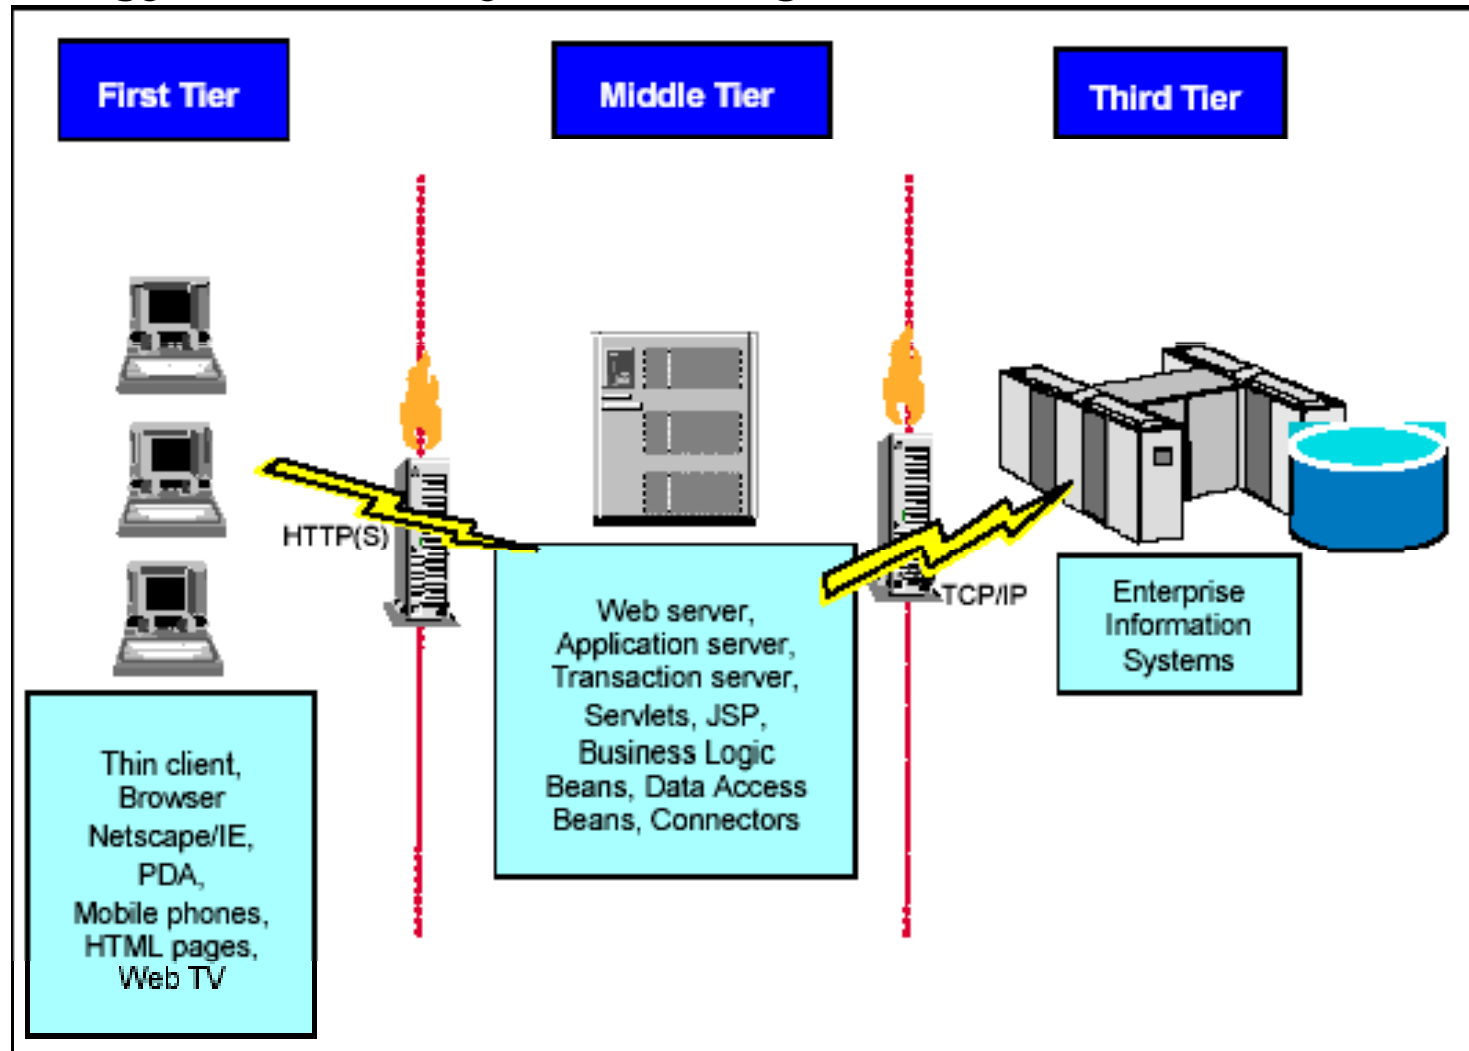 First Tier
Middle Tier
Third Tier
HTTP(S)
TCP/IP
Thin client,
Browser
Netscape/IE,
PDA,
Mobile phones,
HTML pages,
Web TV
Web server,
Application server,
Transaction server,
Servlets, JSP,
Business Logic
Beans, Data Access
Beans, Connectors
Enterprise
Information
Systems